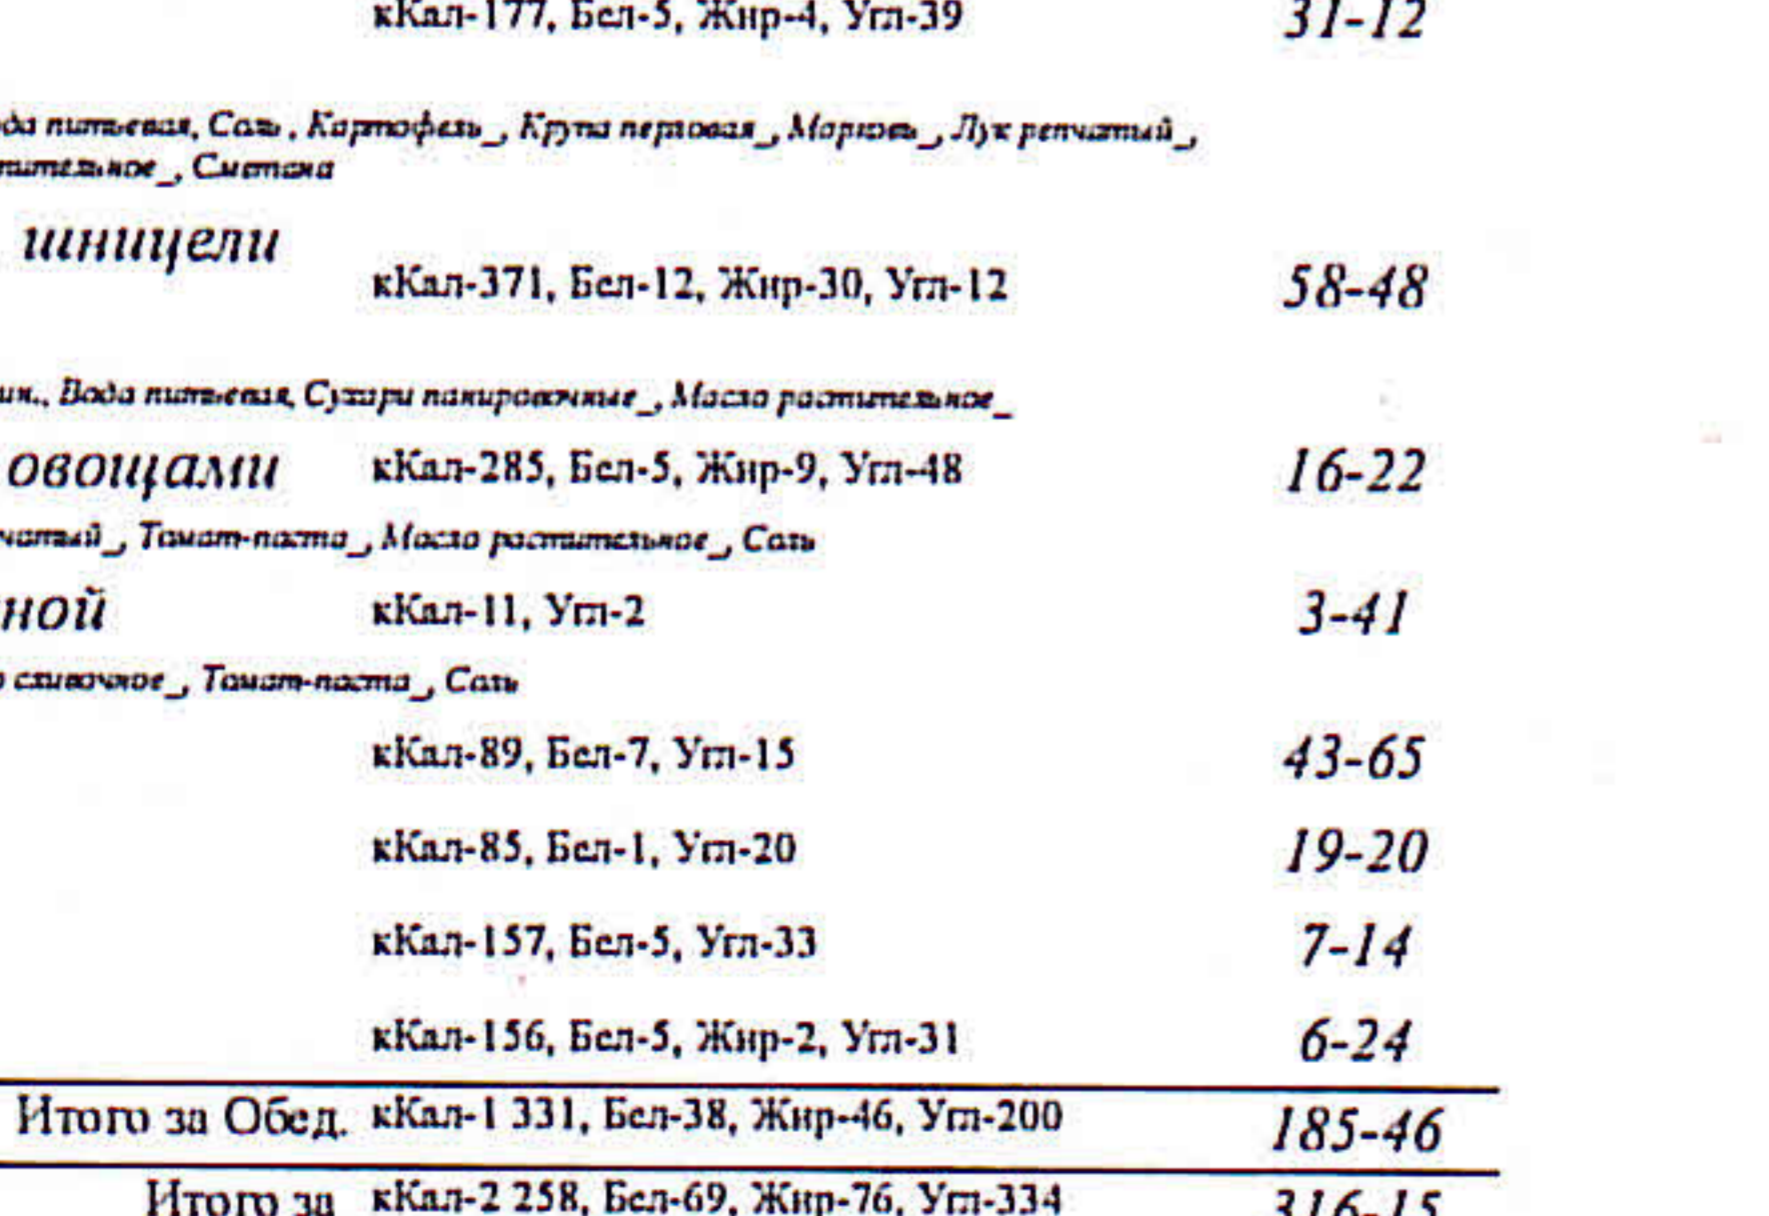 кКал-177, Бел-5, Жир-4, Угл-39 31-12
ода питьевая, Соль, Картофель_, Крупа перловая_, Морковь_, Лук репчатый_,
тительное_, Сметана
шницели
кКал-371, Бел-12, Жир-30, Угл-12 58-48
Вода питьевая, Сухари панировочные_, Масло растительное_
овощами кКал-285, Бел-5, Жир-9, Угл-48 16-22
чатый_, Томат-паста_, Масло растительное_, Соль
ной кКал-11, Угл-2 3-41
о сливочное_, Томат-паста_, Соль
кКал-89, Бел-7, Угл-15 43-65
кКал-85, Бел-1, Угл-20 19-20
кКал-157, Бел-5, Угл-33 7-14
кКал-156, Бел-5, Жир-2, Угл-31 6-24
Итого за Обед. кКал-1 331, Бел-38, Жир-46, Угл-200 185-46
Итого за кКал-2 258, Бел-69, Жир-76, Угл-334 316-15